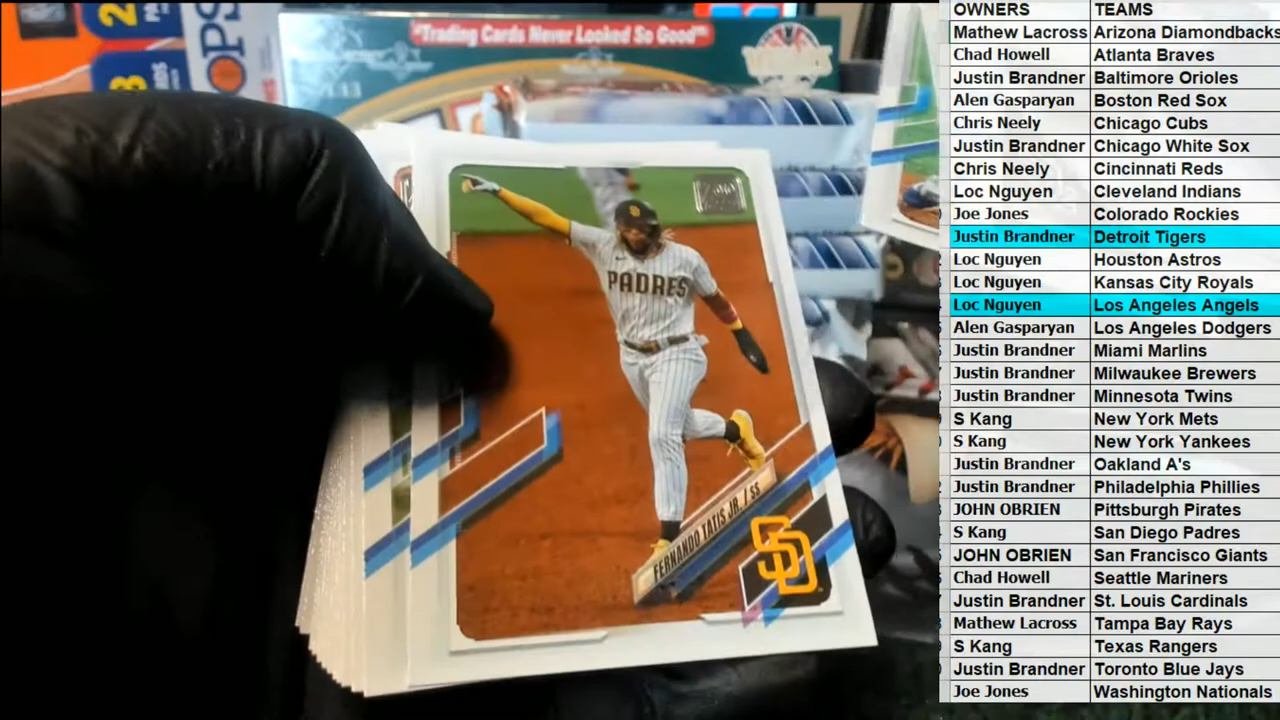 "Trading Cards Never Looked So Good"
OPS
PADRES
FERNANDO TATIS JR. / SS
SD
OWNERS TEAMS
Mathew Lacross Arizona Diamondbacks
Chad Howell Atlanta Braves
Justin Brandner Baltimore Orioles
Alen Gasparyan Boston Red Sox
Chris Neely Chicago Cubs
Justin Brandner Chicago White Sox
Chris Neely Cincinnati Reds
Loc Nguyen Cleveland Indians
Joe Jones Colorado Rockies
Justin Brandner Detroit Tigers
Loc Nguyen Houston Astros
Loc Nguyen Kansas City Royals
Loc Nguyen Los Angeles Angels
Alen Gasparyan Los Angeles Dodgers
Justin Brandner Miami Marlins
Justin Brandner Milwaukee Brewers
Justin Brandner Minnesota Twins
S Kang New York Mets
S Kang New York Yankees
Justin Brandner Oakland A's
Justin Brandner Philadelphia Phillies
JOHN OBRIEN Pittsburgh Pirates
S Kang San Diego Padres
JOHN OBRIEN San Francisco Giants
Chad Howell Seattle Mariners
Justin Brandner St. Louis Cardinals
Mathew Lacross Tampa Bay Rays
S Kang Texas Rangers
Justin Brandner Toronto Blue Jays
Joe Jones Washington Nationals